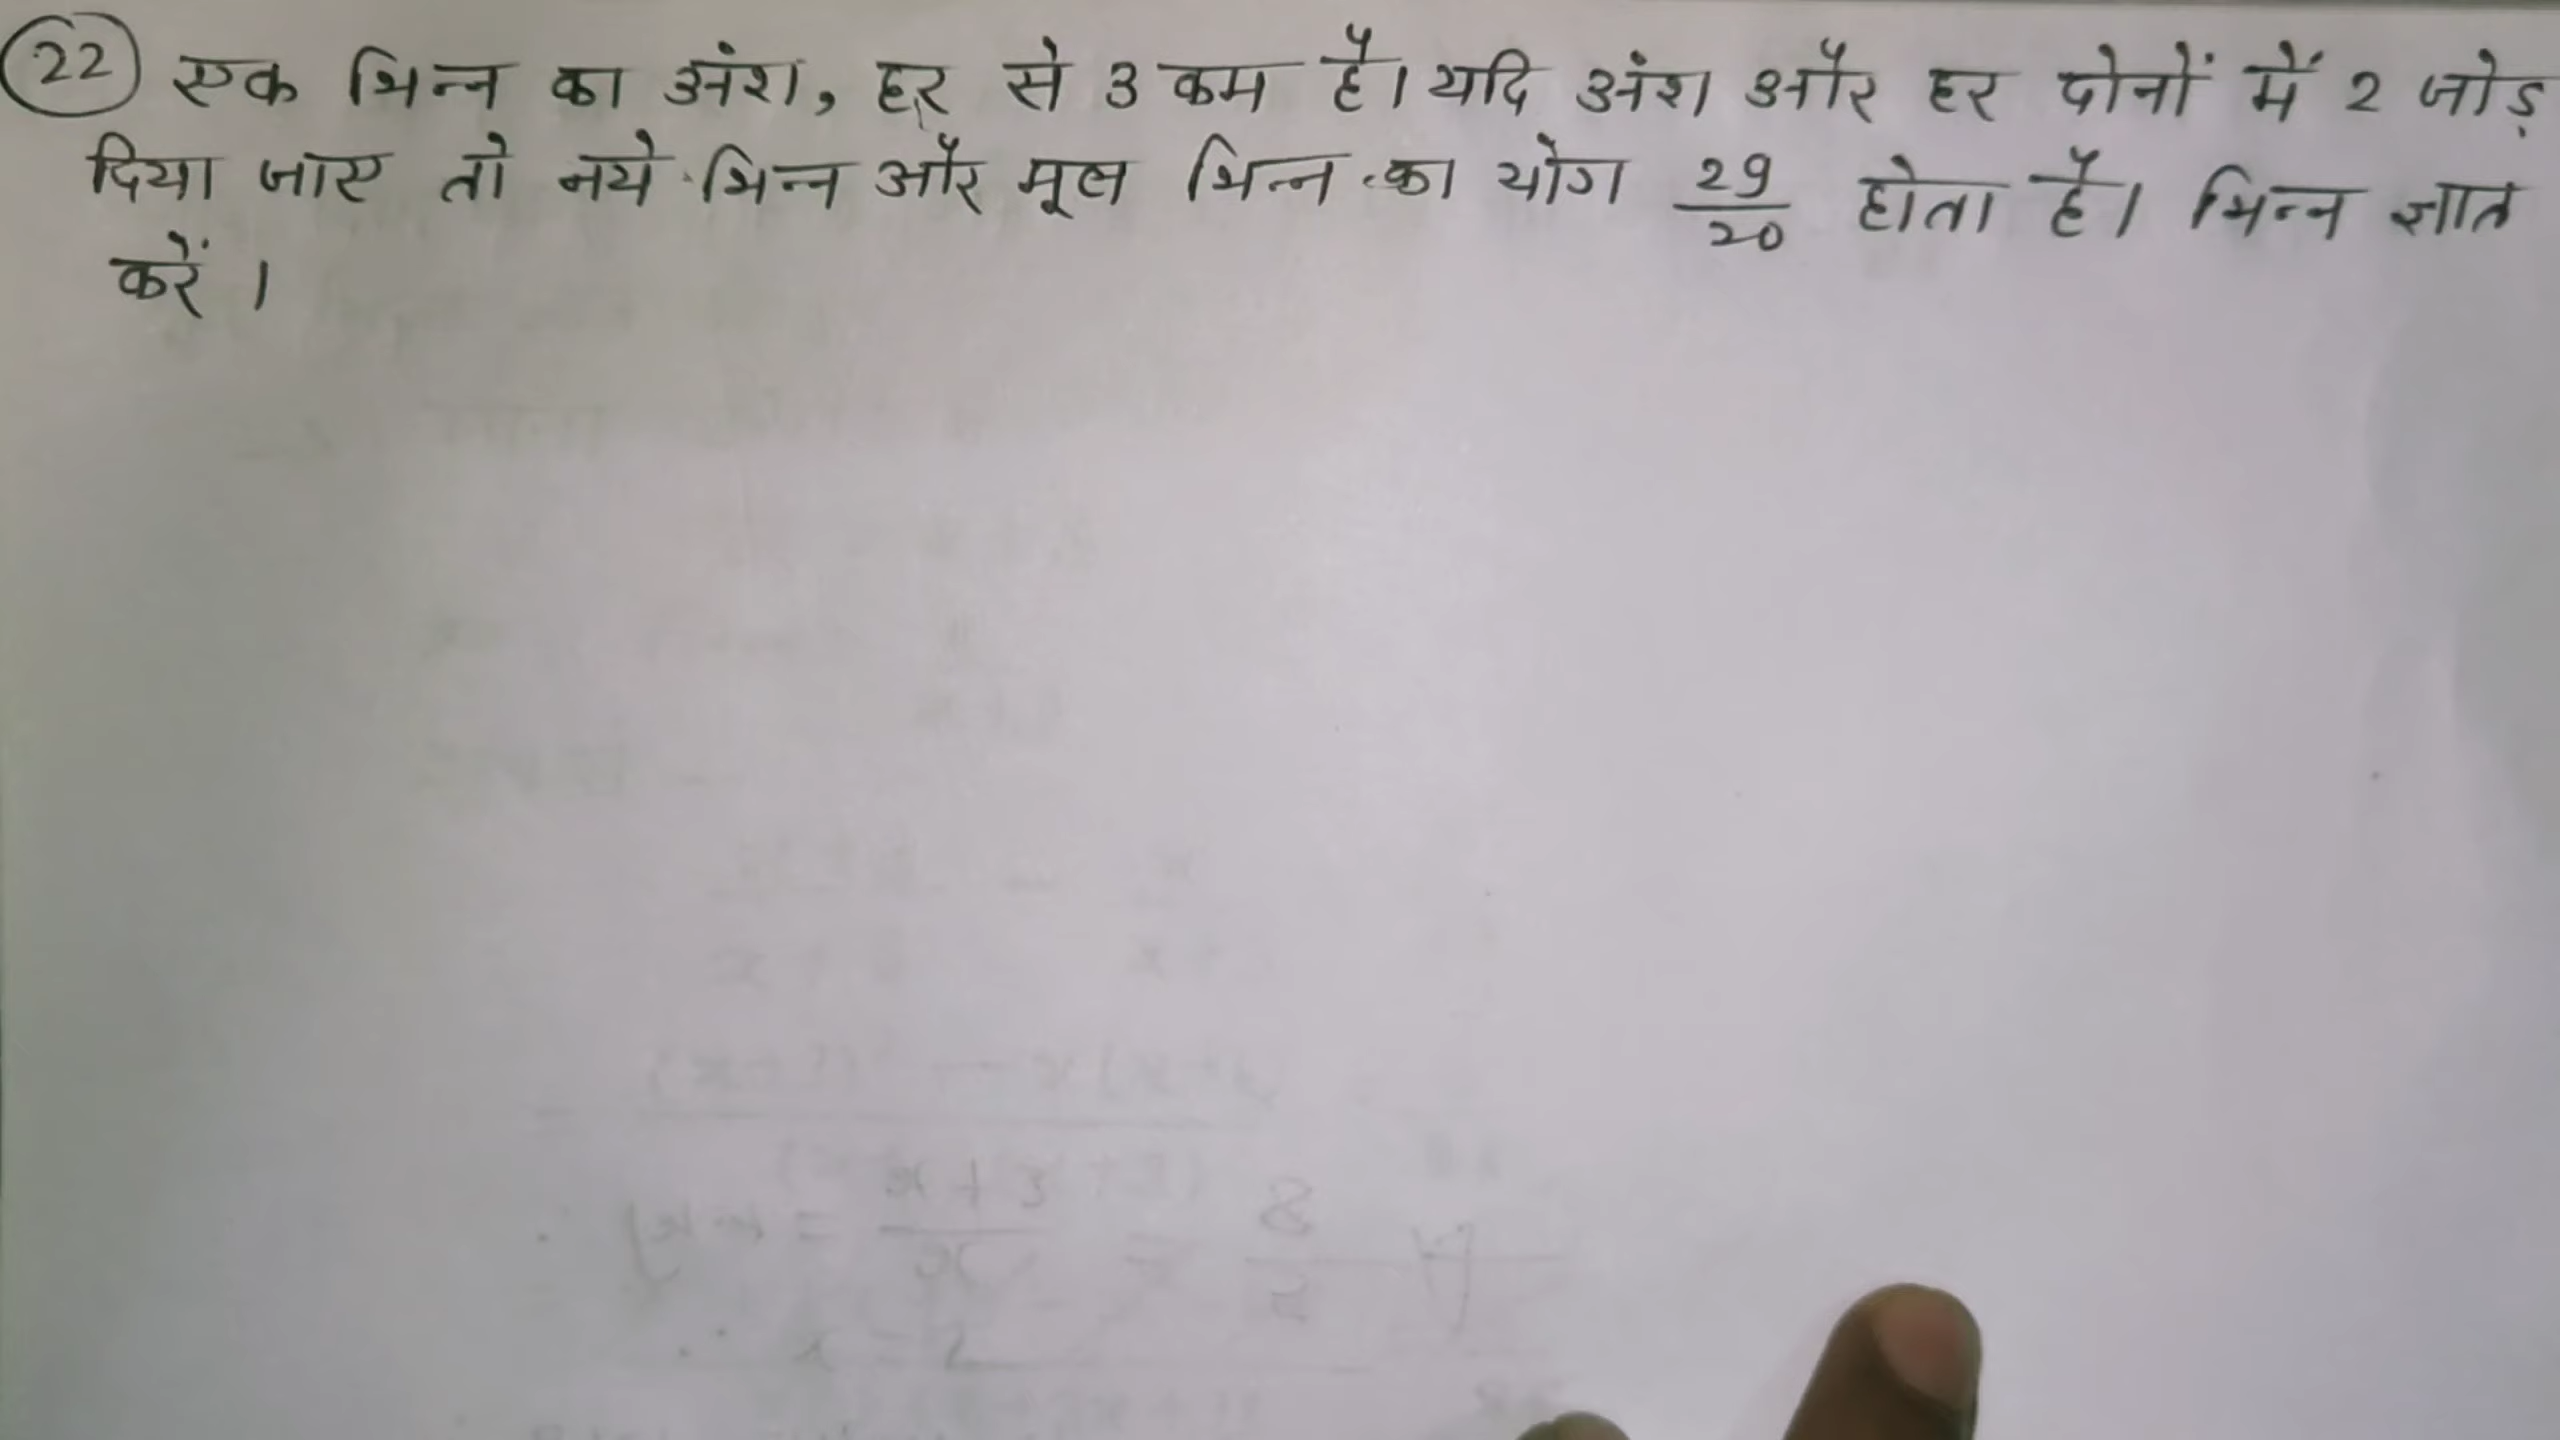 22 एक भिन्न का अंश, हर से 3 कम है। यदि अंश और हर दोनों में 2 जोड़
दिया जाए तो नये भिन्न और मूल भिन्न का योग 29/20 होता है। भिन्न ज्ञात
करें।